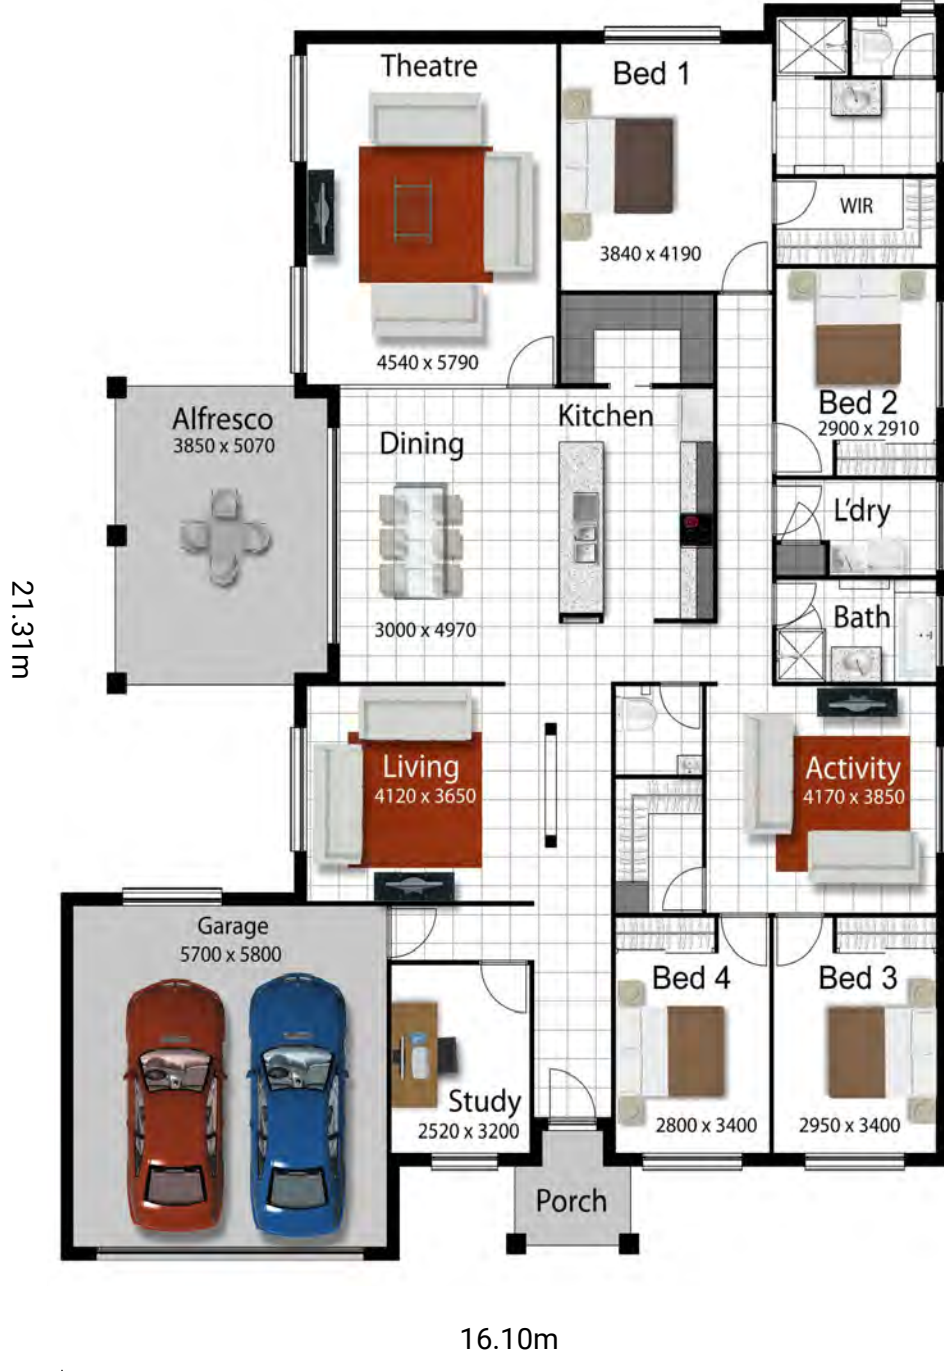 Theatre
4540 x 5790
Bed 1
3840 x 4190
WIR
Bed 2
2900 x 2910
Alfresco
3850 x 5070
Dining
3000 x 4970
Kitchen
L'dry
Bath
21.31m
Living
4120 x 3650
Activity
4170 x 3850
Garage
5700 x 5800
Study
2520 x 3200
Bed 4
2800 x 3400
Bed 3
2950 x 3400
Porch
16.10m